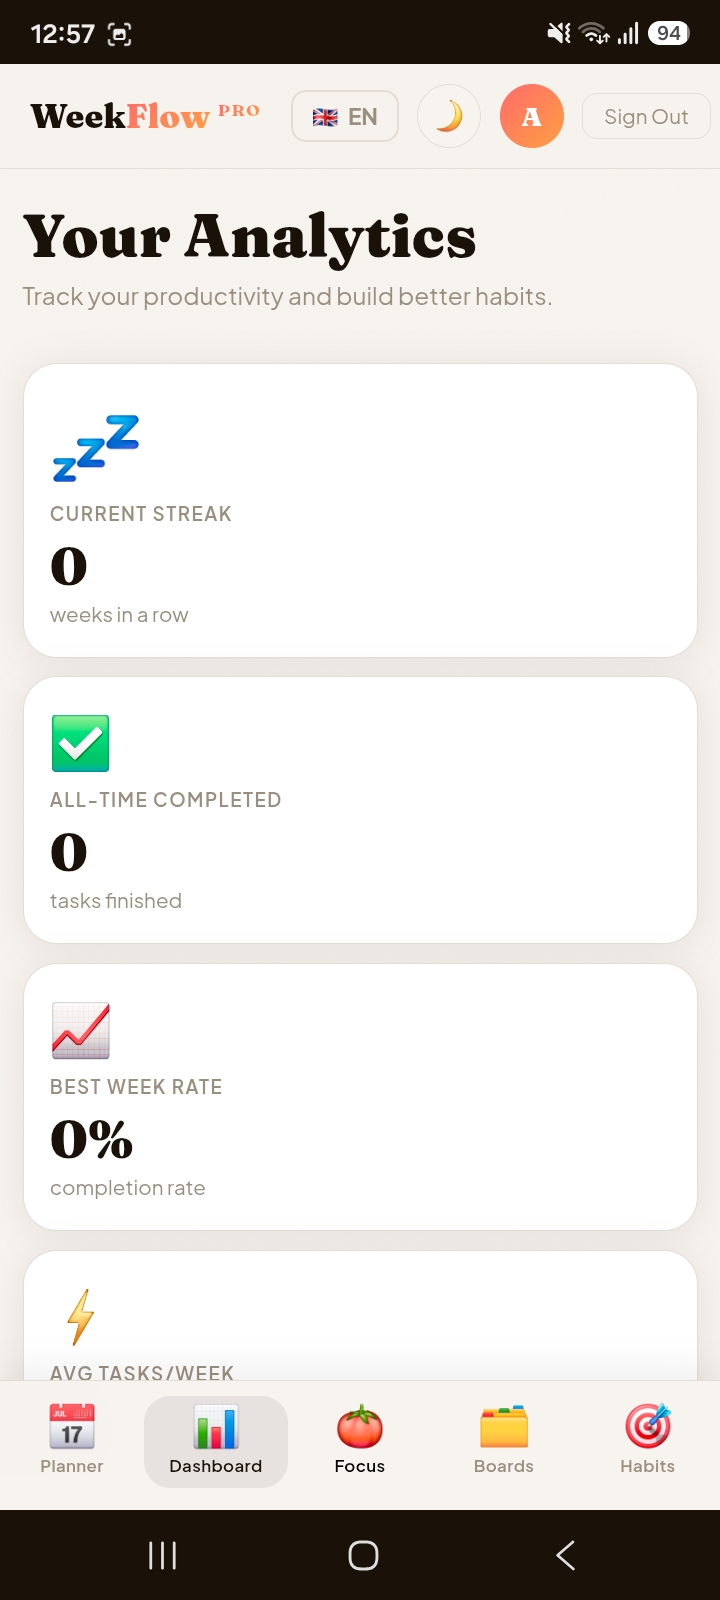 12:57
94
WeekFlow PRO
EN
A
Sign Out
Your Analytics
Track your productivity and build better habits.
CURRENT STREAK
0
weeks in a row
ALL-TIME COMPLETED
0
tasks finished
BEST WEEK RATE
0%
completion rate
AVG TASKS/WEEK
JUL
17
Planner
Dashboard
Focus
Boards
Habits